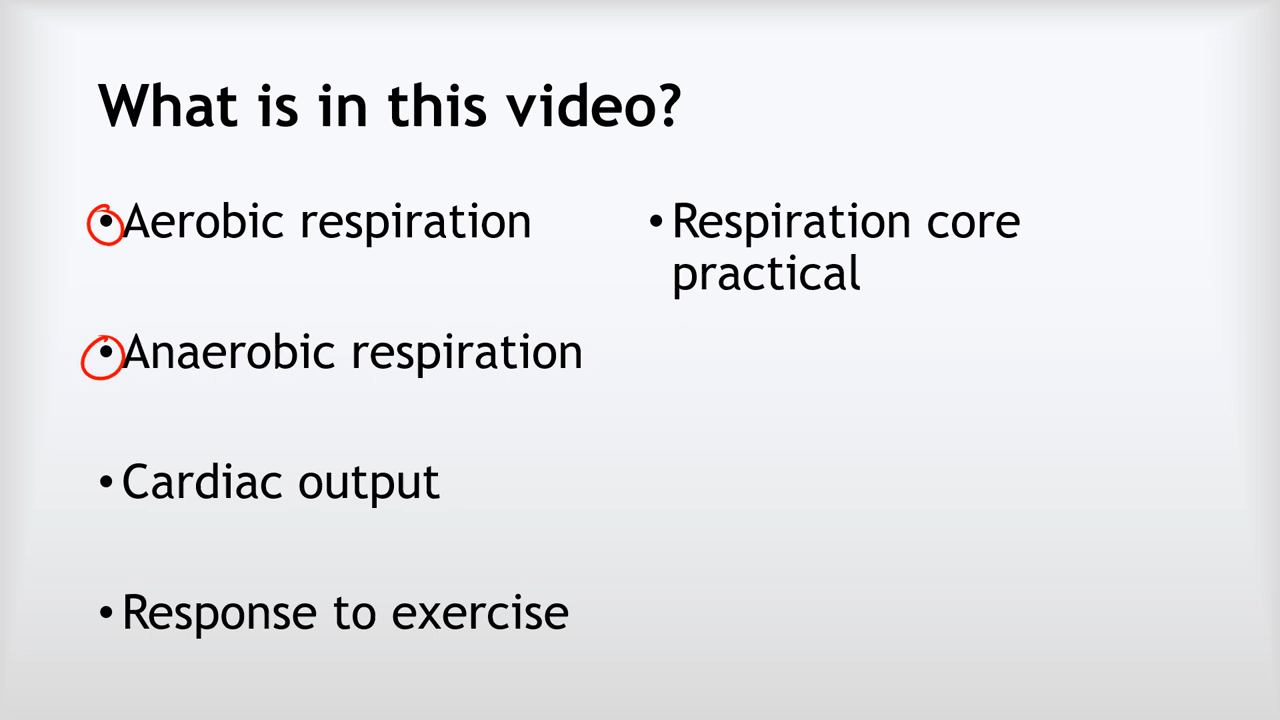 What is in this video?
• Aerobic respiration
• Anaerobic respiration
• Cardiac output
• Response to exercise
• Respiration core
practical